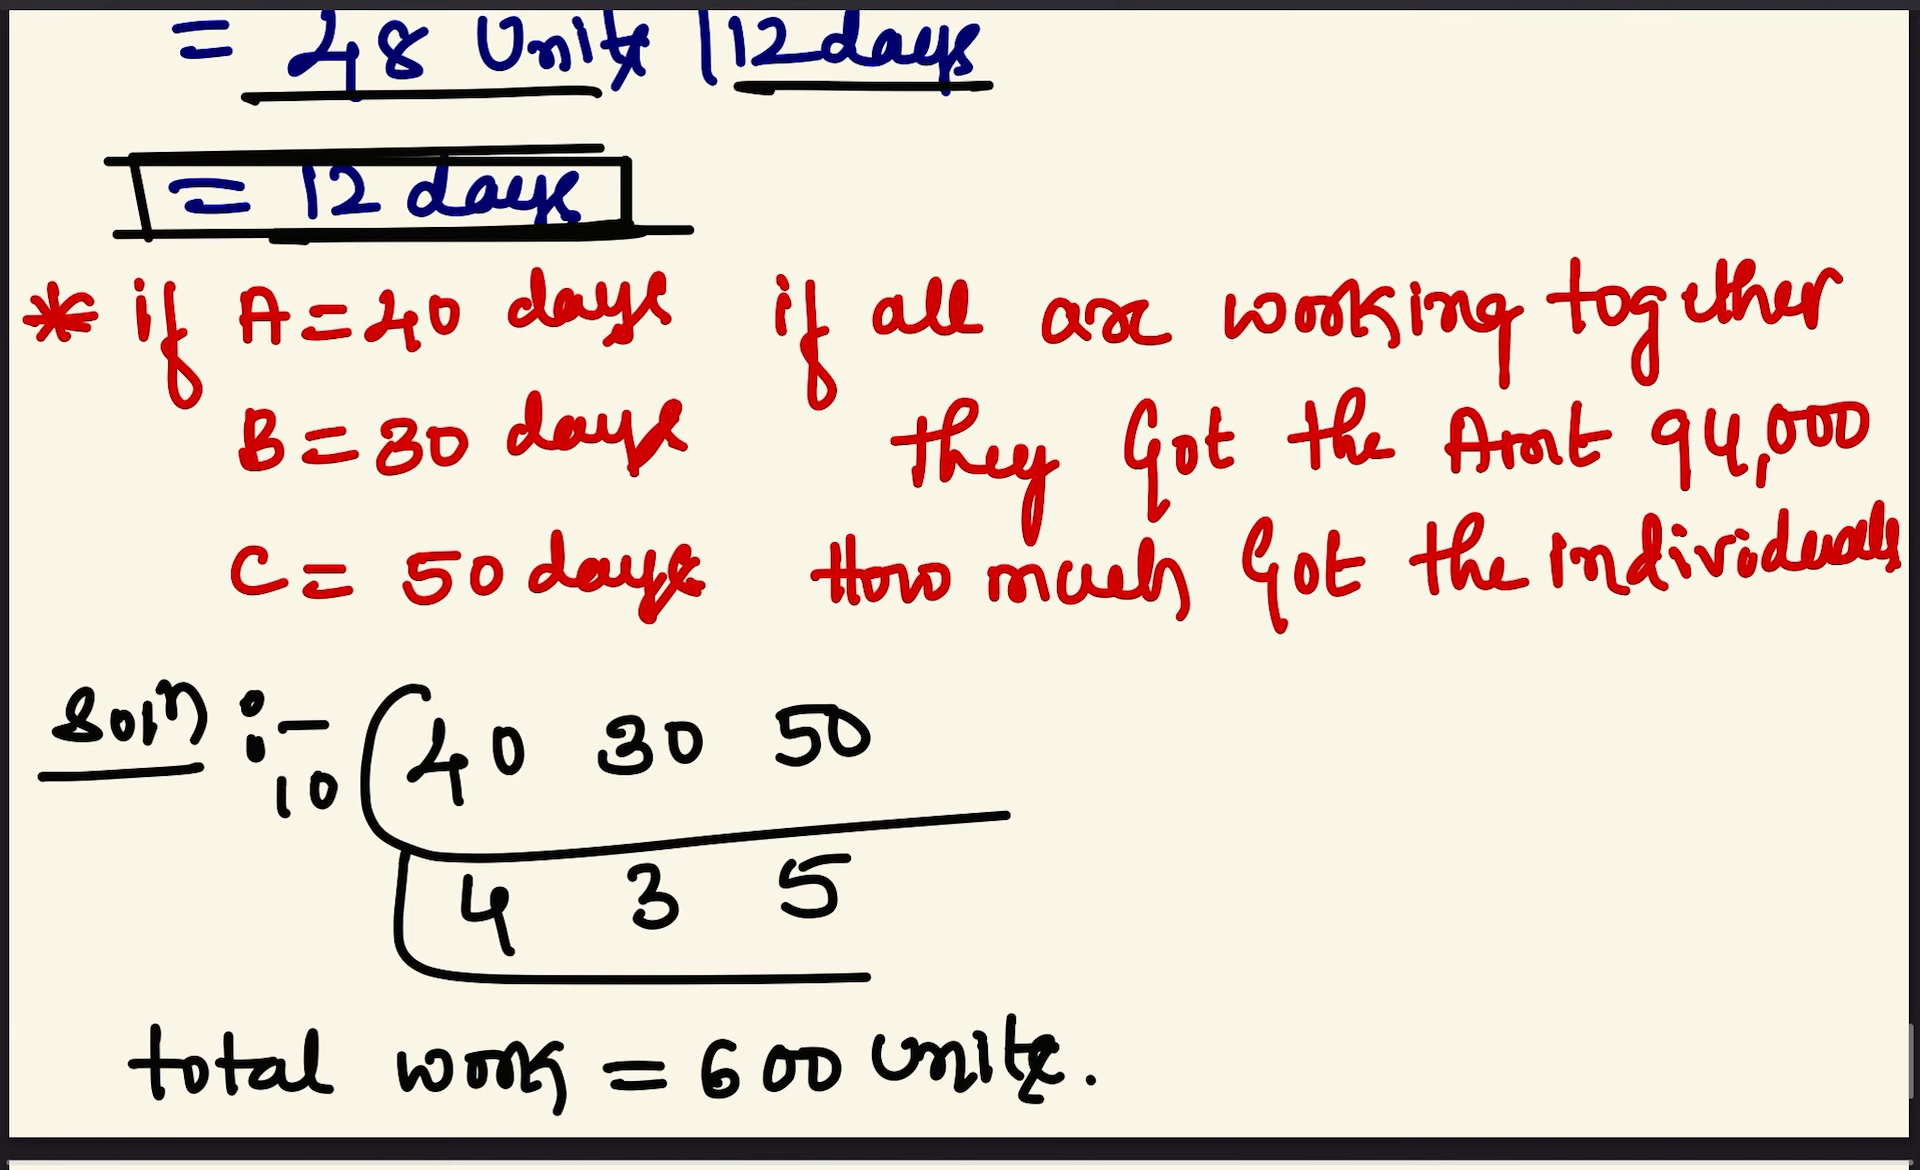 = 48 Units | 12 days
= 12 days
* if A = 40 days if all are working together
B = 30 days they Got the Amt 94,000
C = 50 days How much Got the individuals
Soln :-
10 40 30 50
4 3 5
total work = 600 Units.